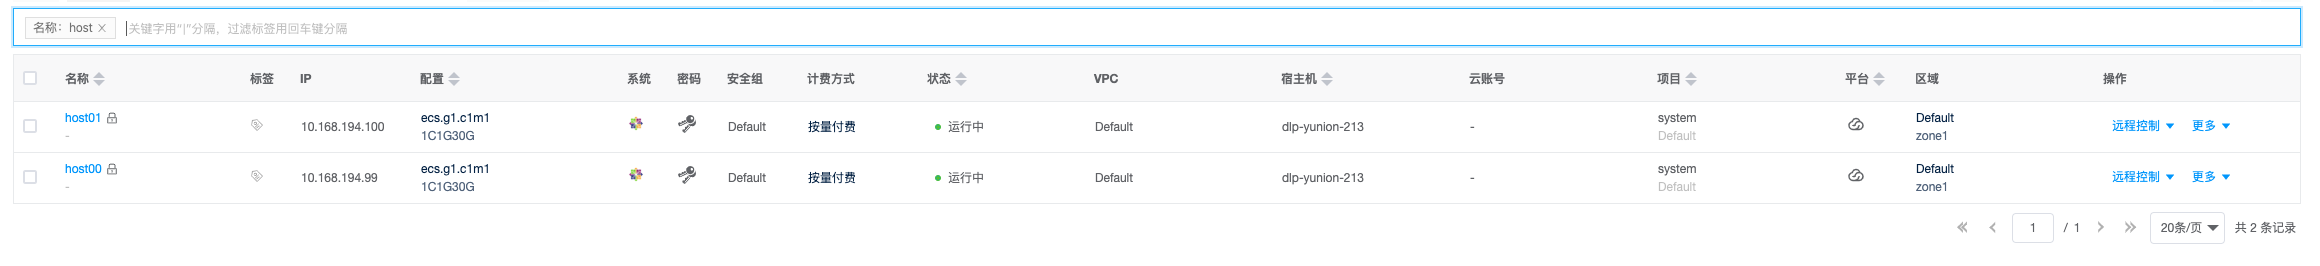 名称：host ×
关键字用"|"分隔，过滤标签用回车键分隔
名称 标签 IP 配置 系统 密码 安全组 计费方式 状态 VPC 宿主机 云账号 项目 平台 区域 操作
host01 10.168.194.100 ecs.g1.c1m1 Default 按量付费 运行中 Default dlp-yunion-213 - system Default 远程控制 更多
- 1C1G30G Default zone1
host00 10.168.194.99 ecs.g1.c1m1 Default 按量付费 运行中 Default dlp-yunion-213 - system Default 远程控制 更多
- 1C1G30G Default zone1
1 / 1 20条/页 共 2 条记录